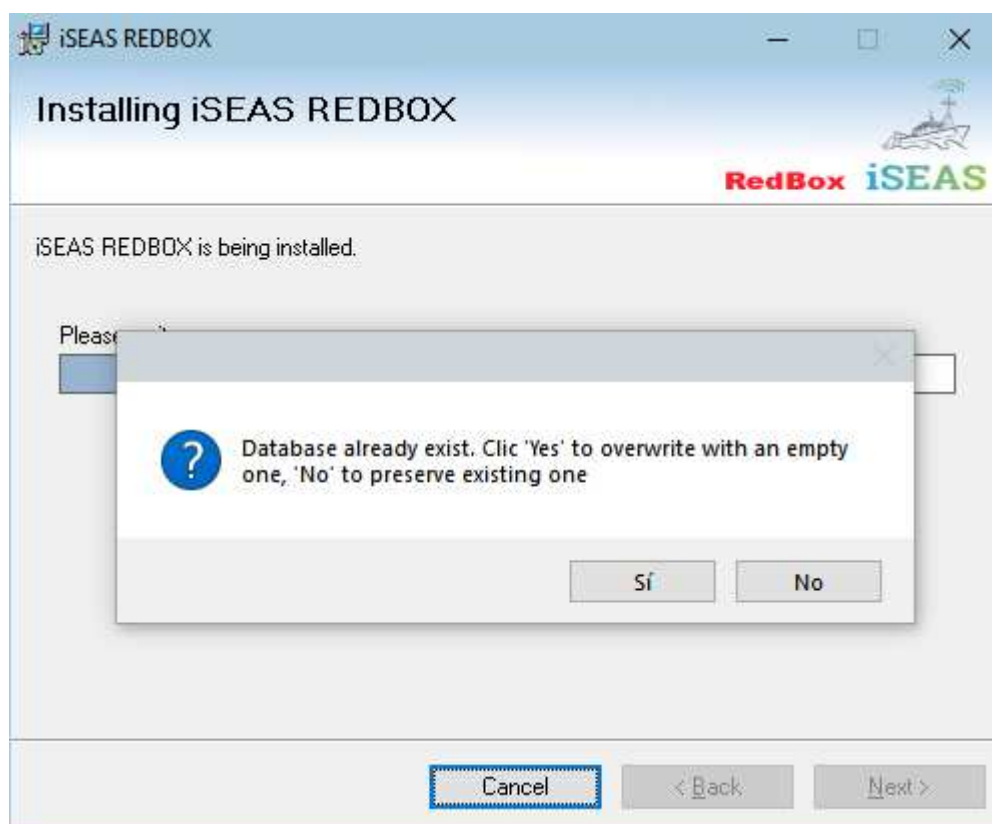 iSEAS REDBOX
Installing iSEAS REDBOX
RedBox iSEAS
iSEAS REDBOX is being installed.
Database already exist. Clic 'Yes' to overwrite with an empty
one, 'No' to preserve existing one
Sí No
Cancel < Back Next >